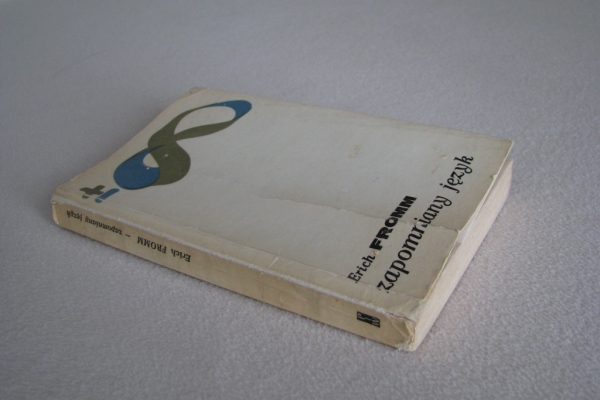 Erich FROMM
zapomniany język
Erich FROMM – zapomniany język